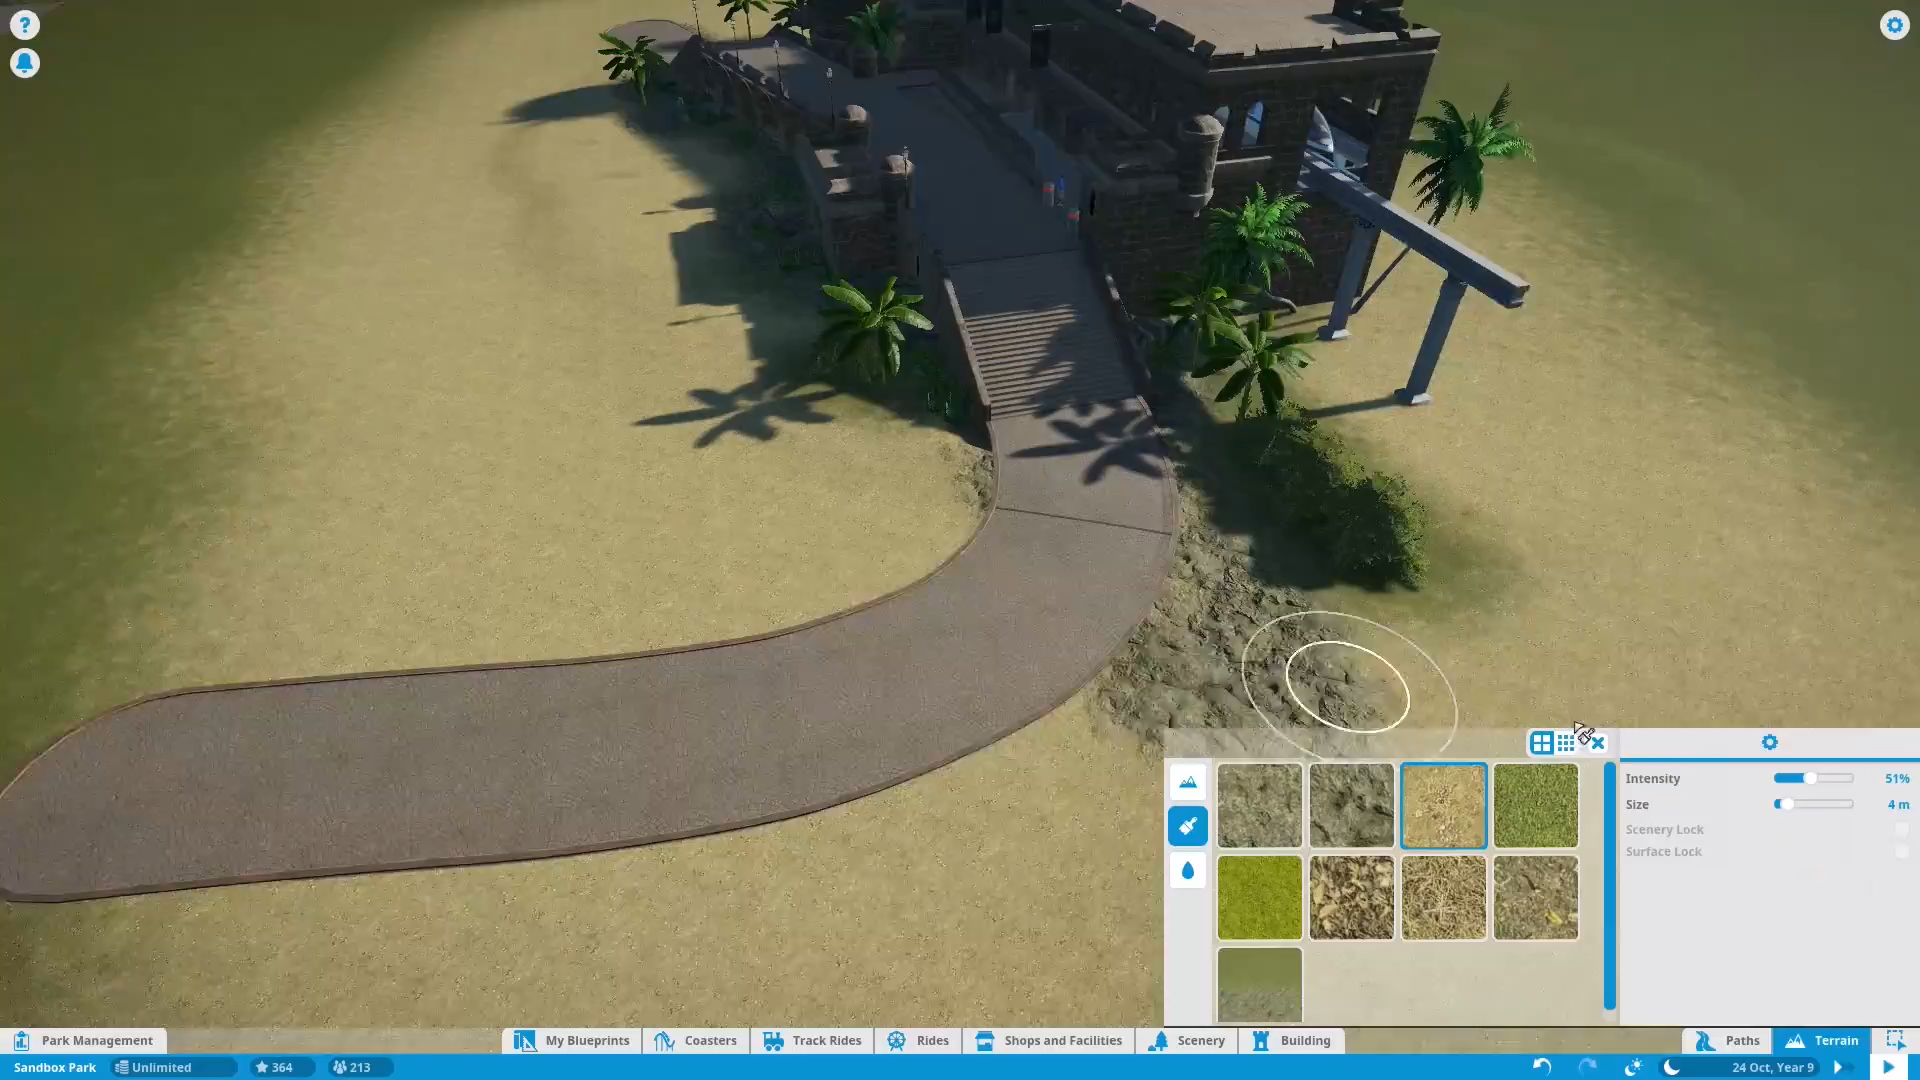 ?
Intensity 51%
Size 4 m
Scenery Lock
Surface Lock
Park Management
My Blueprints
Coasters
Track Rides
Rides
Shops and Facilities
Scenery
Building
Paths
Terrain
Sandbox Park
Unlimited
364
213
24 Oct, Year 9